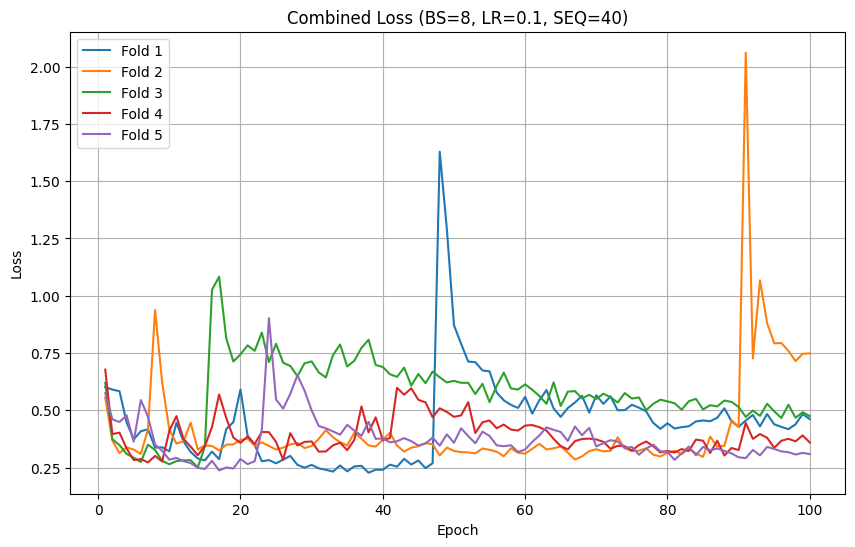 Combined Loss (BS=8, LR=0.1, SEQ=40)
Fold 1
Fold 2
Fold 3
Fold 4
Fold 5
2.00
1.75
1.50
1.25
1.00
0.75
0.50
0.25
Loss
0 20 40 60 80 100
Epoch